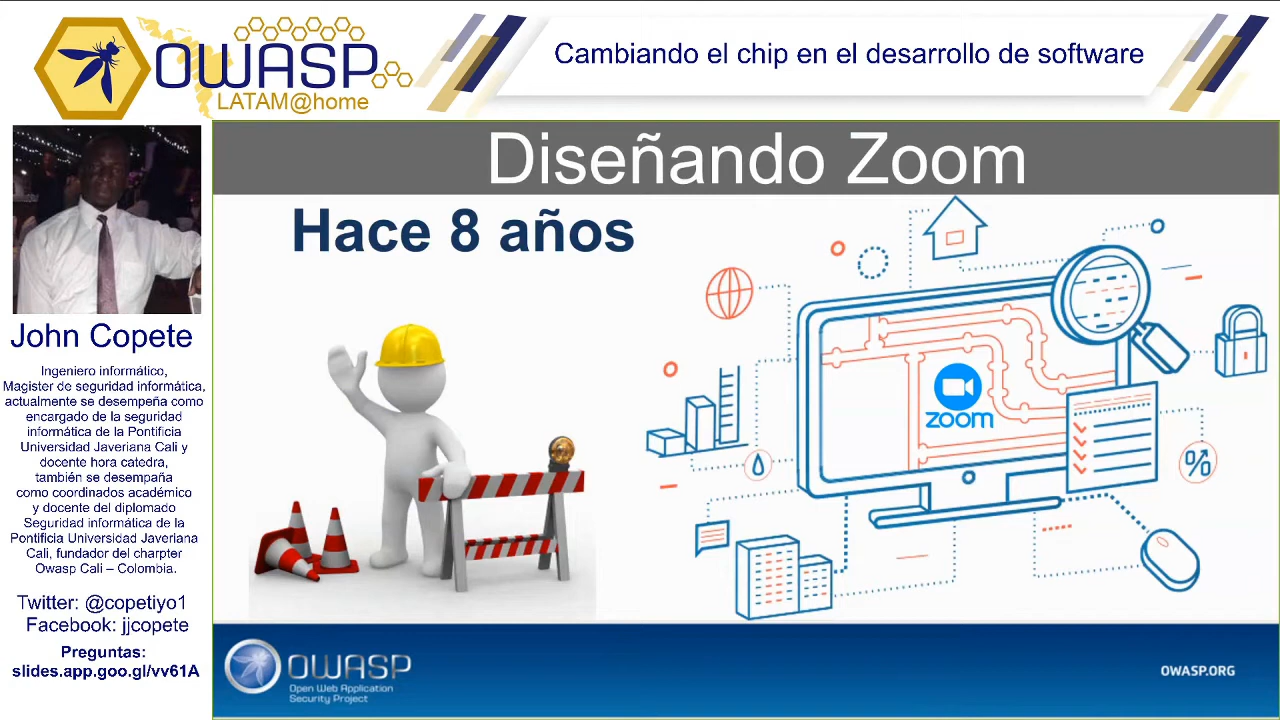 OWASP
LATAM@home
Cambiando el chip en el desarrollo de software
John Copete
Ingeniero informático,
Magister de seguridad informática,
actualmente se desempeña como
encargado de la seguridad
informática de la Pontificia
Universidad Javeriana Cali y
docente hora catedra,
también se desempaña
como coordinados académico
y docente del diplomado
Seguridad informática de la
Pontificia Universidad Javeriana
Cali, fundador del charpter
Owasp Cali – Colombia.
Twitter: @copetiyo1
Facebook: jjcopete
Preguntas:
slides.app.goo.gl/vv61A
Diseñando Zoom
Hace 8 años
zoom
%
OWASP
Open Web Application
Security Project
OWASP.ORG